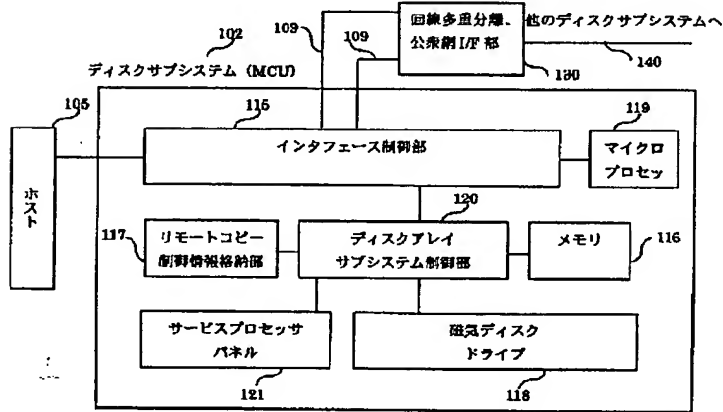 102
109
109
回線多重分離、
公衆網 I/F 部
他のディスクサブシステムへ
140
130
ディスクサブシステム (MCU)
105
ホスト
115
インタフェース制御部
119
マイクロ
プロセッ
120
117
リモートコピー
制御情報格納部
ディスクアレイ
サブシステム制御部
メモリ
116
サービスプロセッサ
パネル
121
磁気ディスク
ドライブ
118